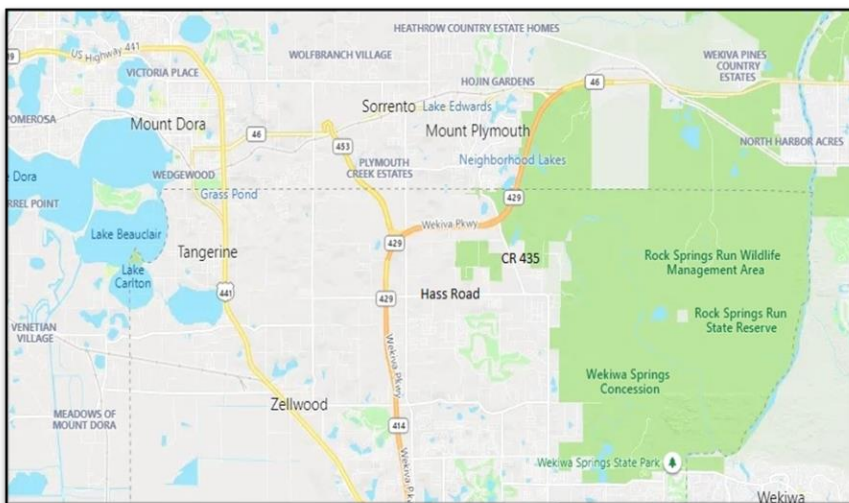 HEATHROW COUNTRY ESTATE HOMES
US Highway 441
WOLFBRANCH VILLAGE
WEKIVA PINES
COUNTRY
ESTATES
VICTORIA PLACE
HOJIN GARDENS
46
Sorrento
Lake Edwards
POMEROSA
Mount Dora
46
Mount Plymouth
453
NORTH HARBOR ACRES
PLYMOUTH
CREEK ESTATES
Neighborhood Lakes
WEDGEWOOD
Dora
Grass Pond
429
RREL POINT
Wekiva Pkwy
Lake Beauclair
429
Tangerine
CR 435
Rock Springs Run Wildlife
Management Area
Lake
Carlton
441
429
Hass Road
Rock Springs Run
State Reserve
VENETIAN
VILLAGE
Wekiva Pkwy
Wekiwa Springs
Concession
Zellwood
MEADOWS OF
MOUNT DORA
414
Wekiva Pk
Wekiwa Springs State Park
Wekiwa